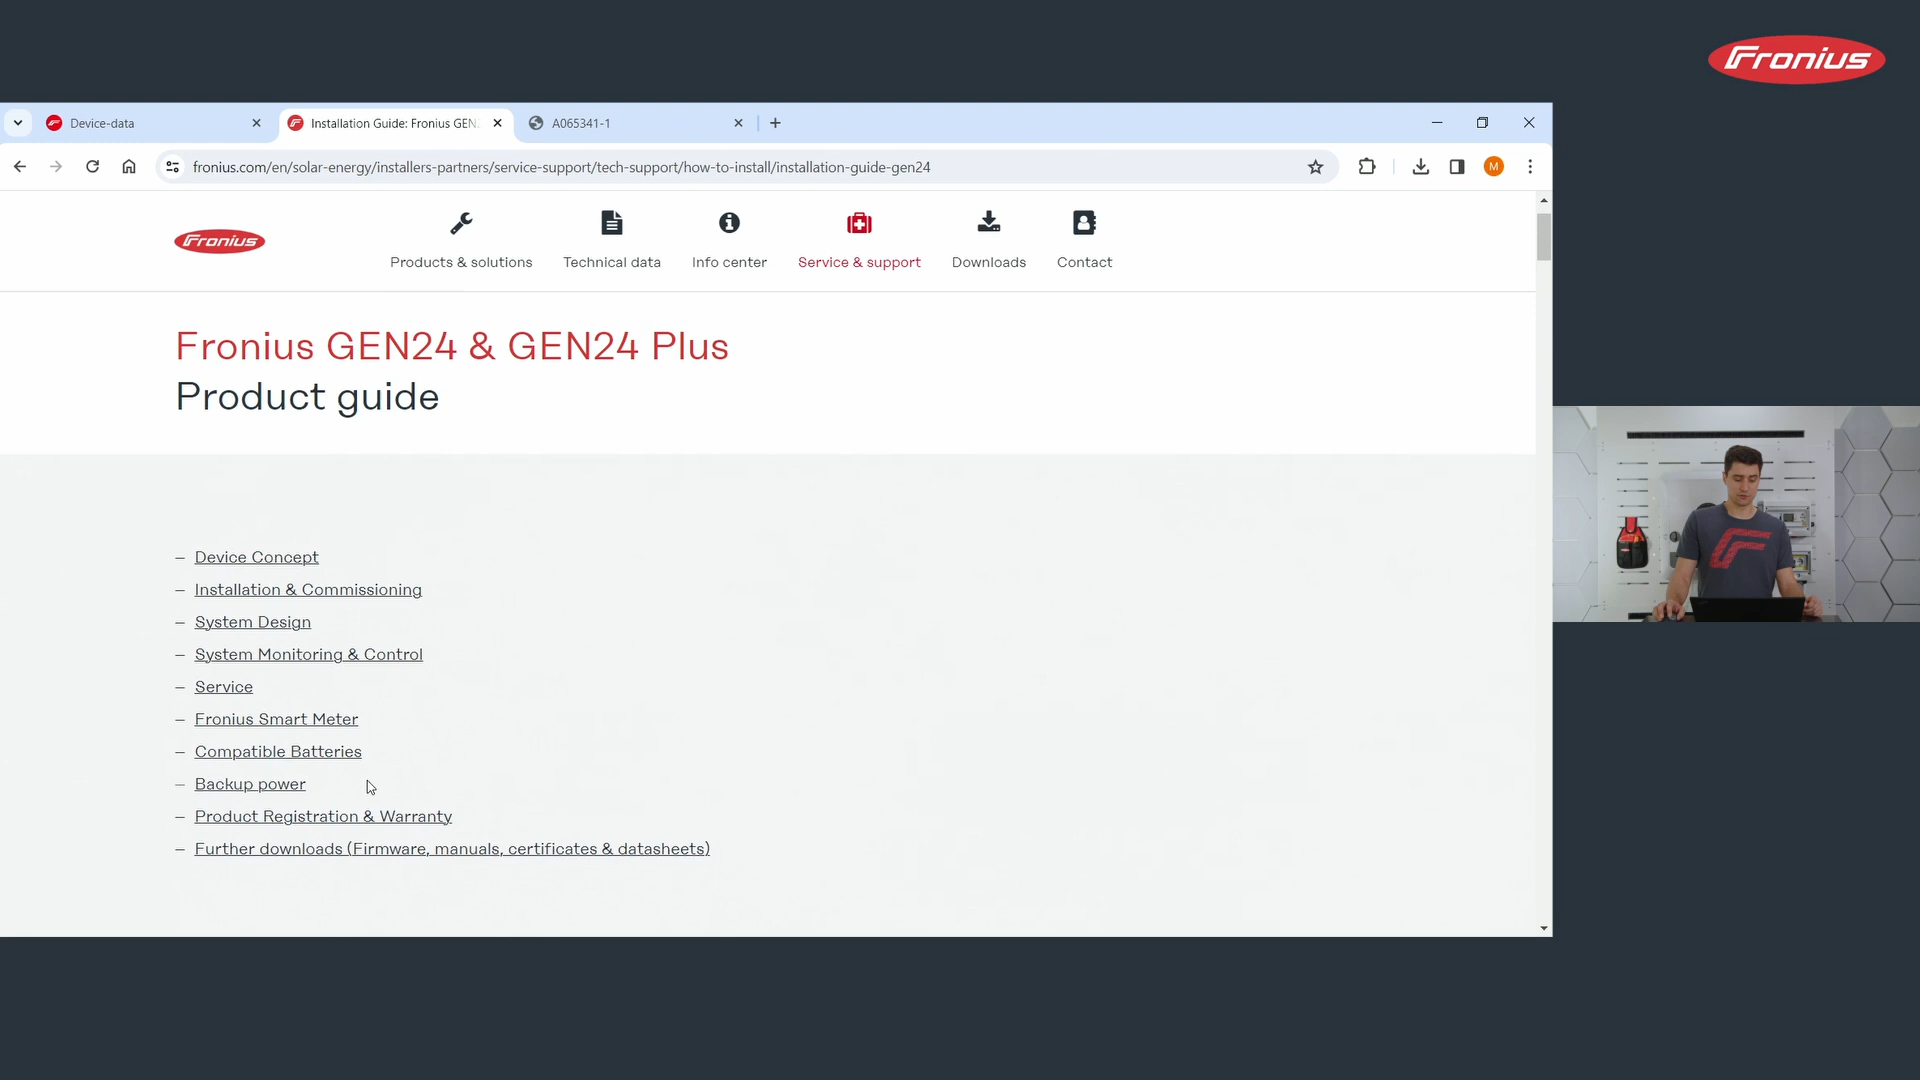 Fronius
Device-data
Installation Guide: Fronius GEN
A065341-1
fronius.com/en/solar-energy/installers-partners/service-support/tech-support/how-to-install/installation-guide-gen24
M
Fronius
Products & solutions
Technical data
Info center
Service & support
Downloads
Contact
Fronius GEN24 & GEN24 Plus
Product guide
– Device Concept
– Installation & Commissioning
– System Design
– System Monitoring & Control
– Service
– Fronius Smart Meter
– Compatible Batteries
– Backup power
– Product Registration & Warranty
– Further downloads (Firmware, manuals, certificates & datasheets)